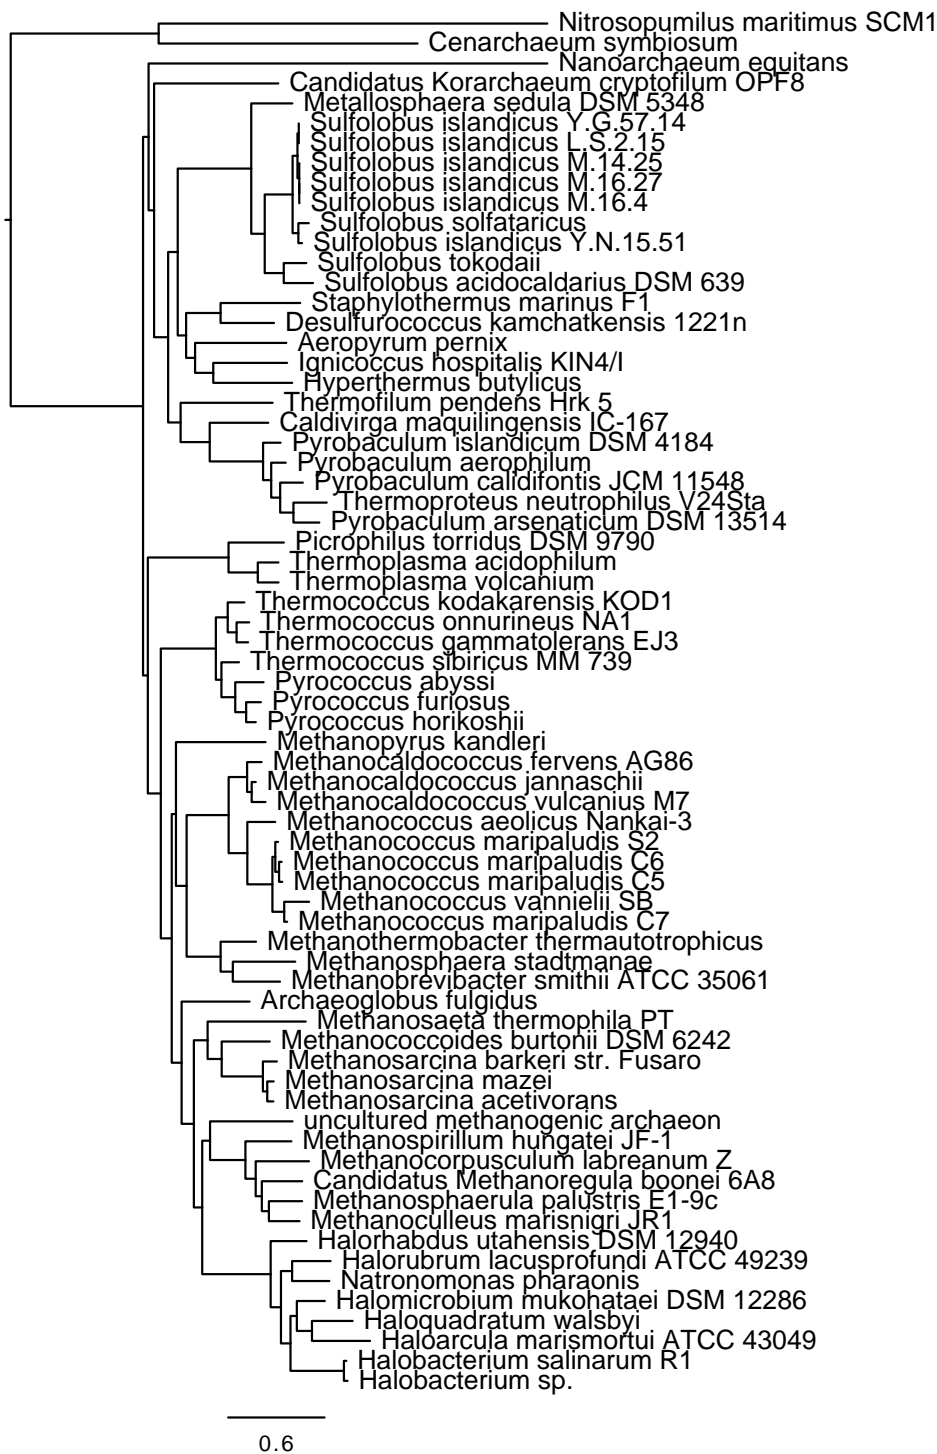 Nitrosopumilus maritimus SCM1
Cenarchaeum symbiosum
Nanoarchaeum equitans
Candidatus Korarchaeum cryptofilum OPF8
Metallosphaera sedula DSM 5348
Sulfolobus islandicus Y.G.57.14
Sulfolobus islandicus L.S.2.15
Sulfolobus islandicus M.14.25
Sulfolobus islandicus M.16.27
Sulfolobus islandicus M.16.4
Sulfolobus solfataricus
Sulfolobus islandicus Y.N.15.51
Sulfolobus tokodaii
Sulfolobus acidocaldarius DSM 639
Staphylothermus marinus F1
Desulfurococcus kamchatkensis 1221n
Aeropyrum pernix
Ignicoccus hospitalis KIN4/I
Hyperthermus butylicus
Thermofilum pendens Hrk 5
Caldivirga maquilingensis IC-167
Pyrobaculum islandicum DSM 4184
Pyrobaculum aerophilum
Pyrobaculum calidifontis JCM 11548
Thermoproteus neutrophilus V24Sta
Pyrobaculum arsenaticum DSM 13514
Picrophilus torridus DSM 9790
Thermoplasma acidophilum
Thermoplasma volcanium
Thermococcus kodakarensis KOD1
Thermococcus onnurineus NA1
Thermococcus gammatolerans EJ3
Thermococcus sibiricus MM 739
Pyrococcus abyssi
Pyrococcus furiosus
Pyrococcus horikoshii
Methanopyrus kandleri
Methanocaldococcus fervens AG86
Methanocaldococcus jannaschii
Methanocaldococcus vulcanius M7
Methanococcus aeolicus Nankai-3
Methanococcus maripaludis S2
Methanococcus maripaludis C6
Methanococcus maripaludis C5
Methanococcus vannielii SB
Methanococcus maripaludis C7
Methanothermobacter thermautotrophicus
Methanosphaera stadtmanae
Methanobrevibacter smithii ATCC 35061
Archaeoglobus fulgidus
Methanosaeta thermophila PT
Methanococcoides burtonii DSM 6242
Methanosarcina barkeri str. Fusaro
Methanosarcina mazei
Methanosarcina acetivorans
uncultured methanogenic archaeon
Methanospirillum hungatei JF-1
Methanocorpusculum labreanum Z
Candidatus Methanoregula boonei 6A8
Methanosphaerula palustris E1-9c
Methanoculleus marisnigri JR1
Halorhabdus utahensis DSM 12940
Halorubrum lacusprofundi ATCC 49239
Natronomonas pharaonis
Halomicrobium mukohataei DSM 12286
Haloquadratum walsbyi
Haloarcula marismortui ATCC 43049
Halobacterium salinarum R1
Halobacterium sp.
0.6